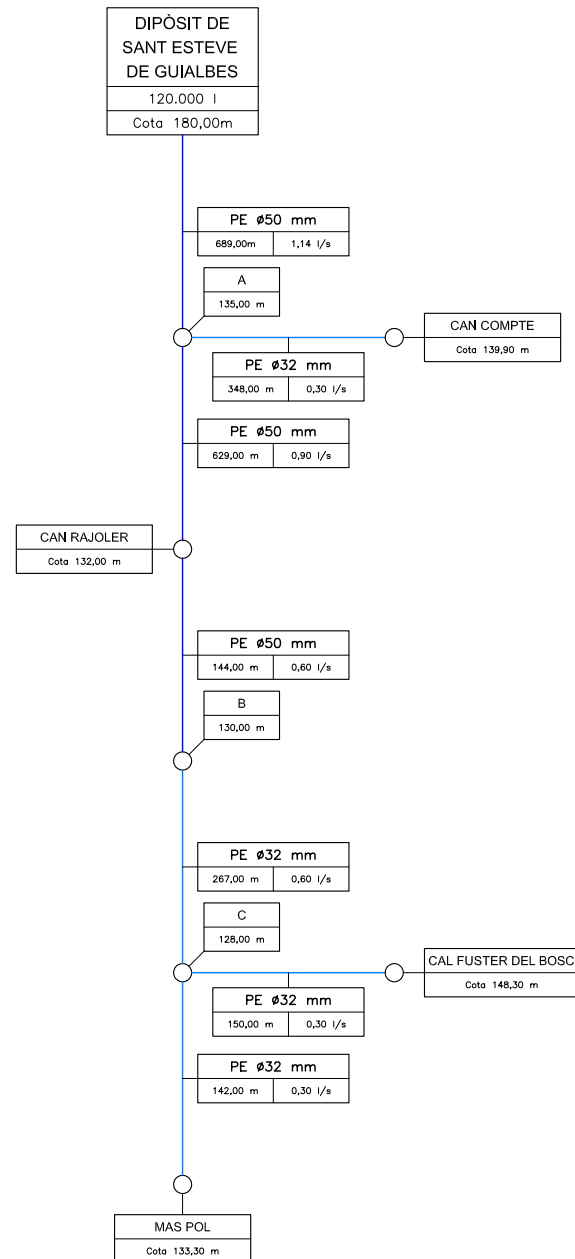 DIPÒSIT DE
SANT ESTEVE
DE GUIALBES
120.000 l
Cota 180,00m
PE ø50 mm
689,00m 1,14 l/s
A
135,00 m
CAN COMPTE
Cota 139,90 m
PE ø32 mm
348,00 m 0,30 l/s
PE ø50 mm
629,00 m 0,90 l/s
CAN RAJOLER
Cota 132,00 m
PE ø50 mm
144,00 m 0,60 l/s
B
130,00 m
PE ø32 mm
267,00 m 0,60 l/s
C
128,00 m
CAL FUSTER DEL BOSC
Cota 148,30 m
PE ø32 mm
150,00 m 0,30 l/s
PE ø32 mm
142,00 m 0,30 l/s
MAS POL
Cota 133,30 m